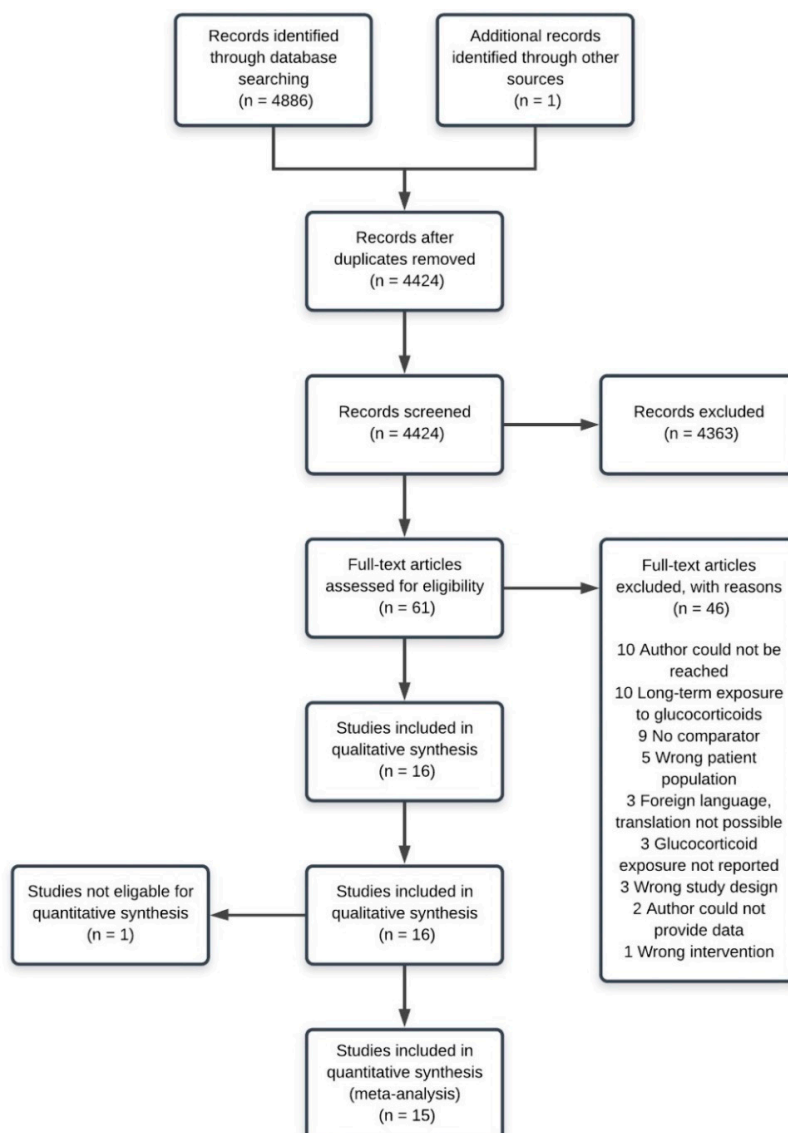 Records identified
through database
searching
(n = 4886)
Additional records
identified through other
sources
(n = 1)
Records after
duplicates removed
(n = 4424)
Records screened
(n = 4424)
Records excluded
(n = 4363)
Full-text articles
assessed for eligibility
(n = 61)
Full-text articles
excluded, with reasons
(n = 46)
10 Author could not be
reached
10 Long-term exposure
to glucocorticoids
9 No comparator
5 Wrong patient
population
3 Foreign language,
translation not possible
3 Glucocorticoid
exposure not reported
3 Wrong study design
2 Author could not
provide data
1 Wrong intervention
Studies included in
qualitative synthesis
(n = 16)
Studies not eligable for
quantitative synthesis
(n = 1)
Studies included in
qualitative synthesis
(n = 16)
Studies included in
quantitative synthesis
(meta-analysis)
(n = 15)